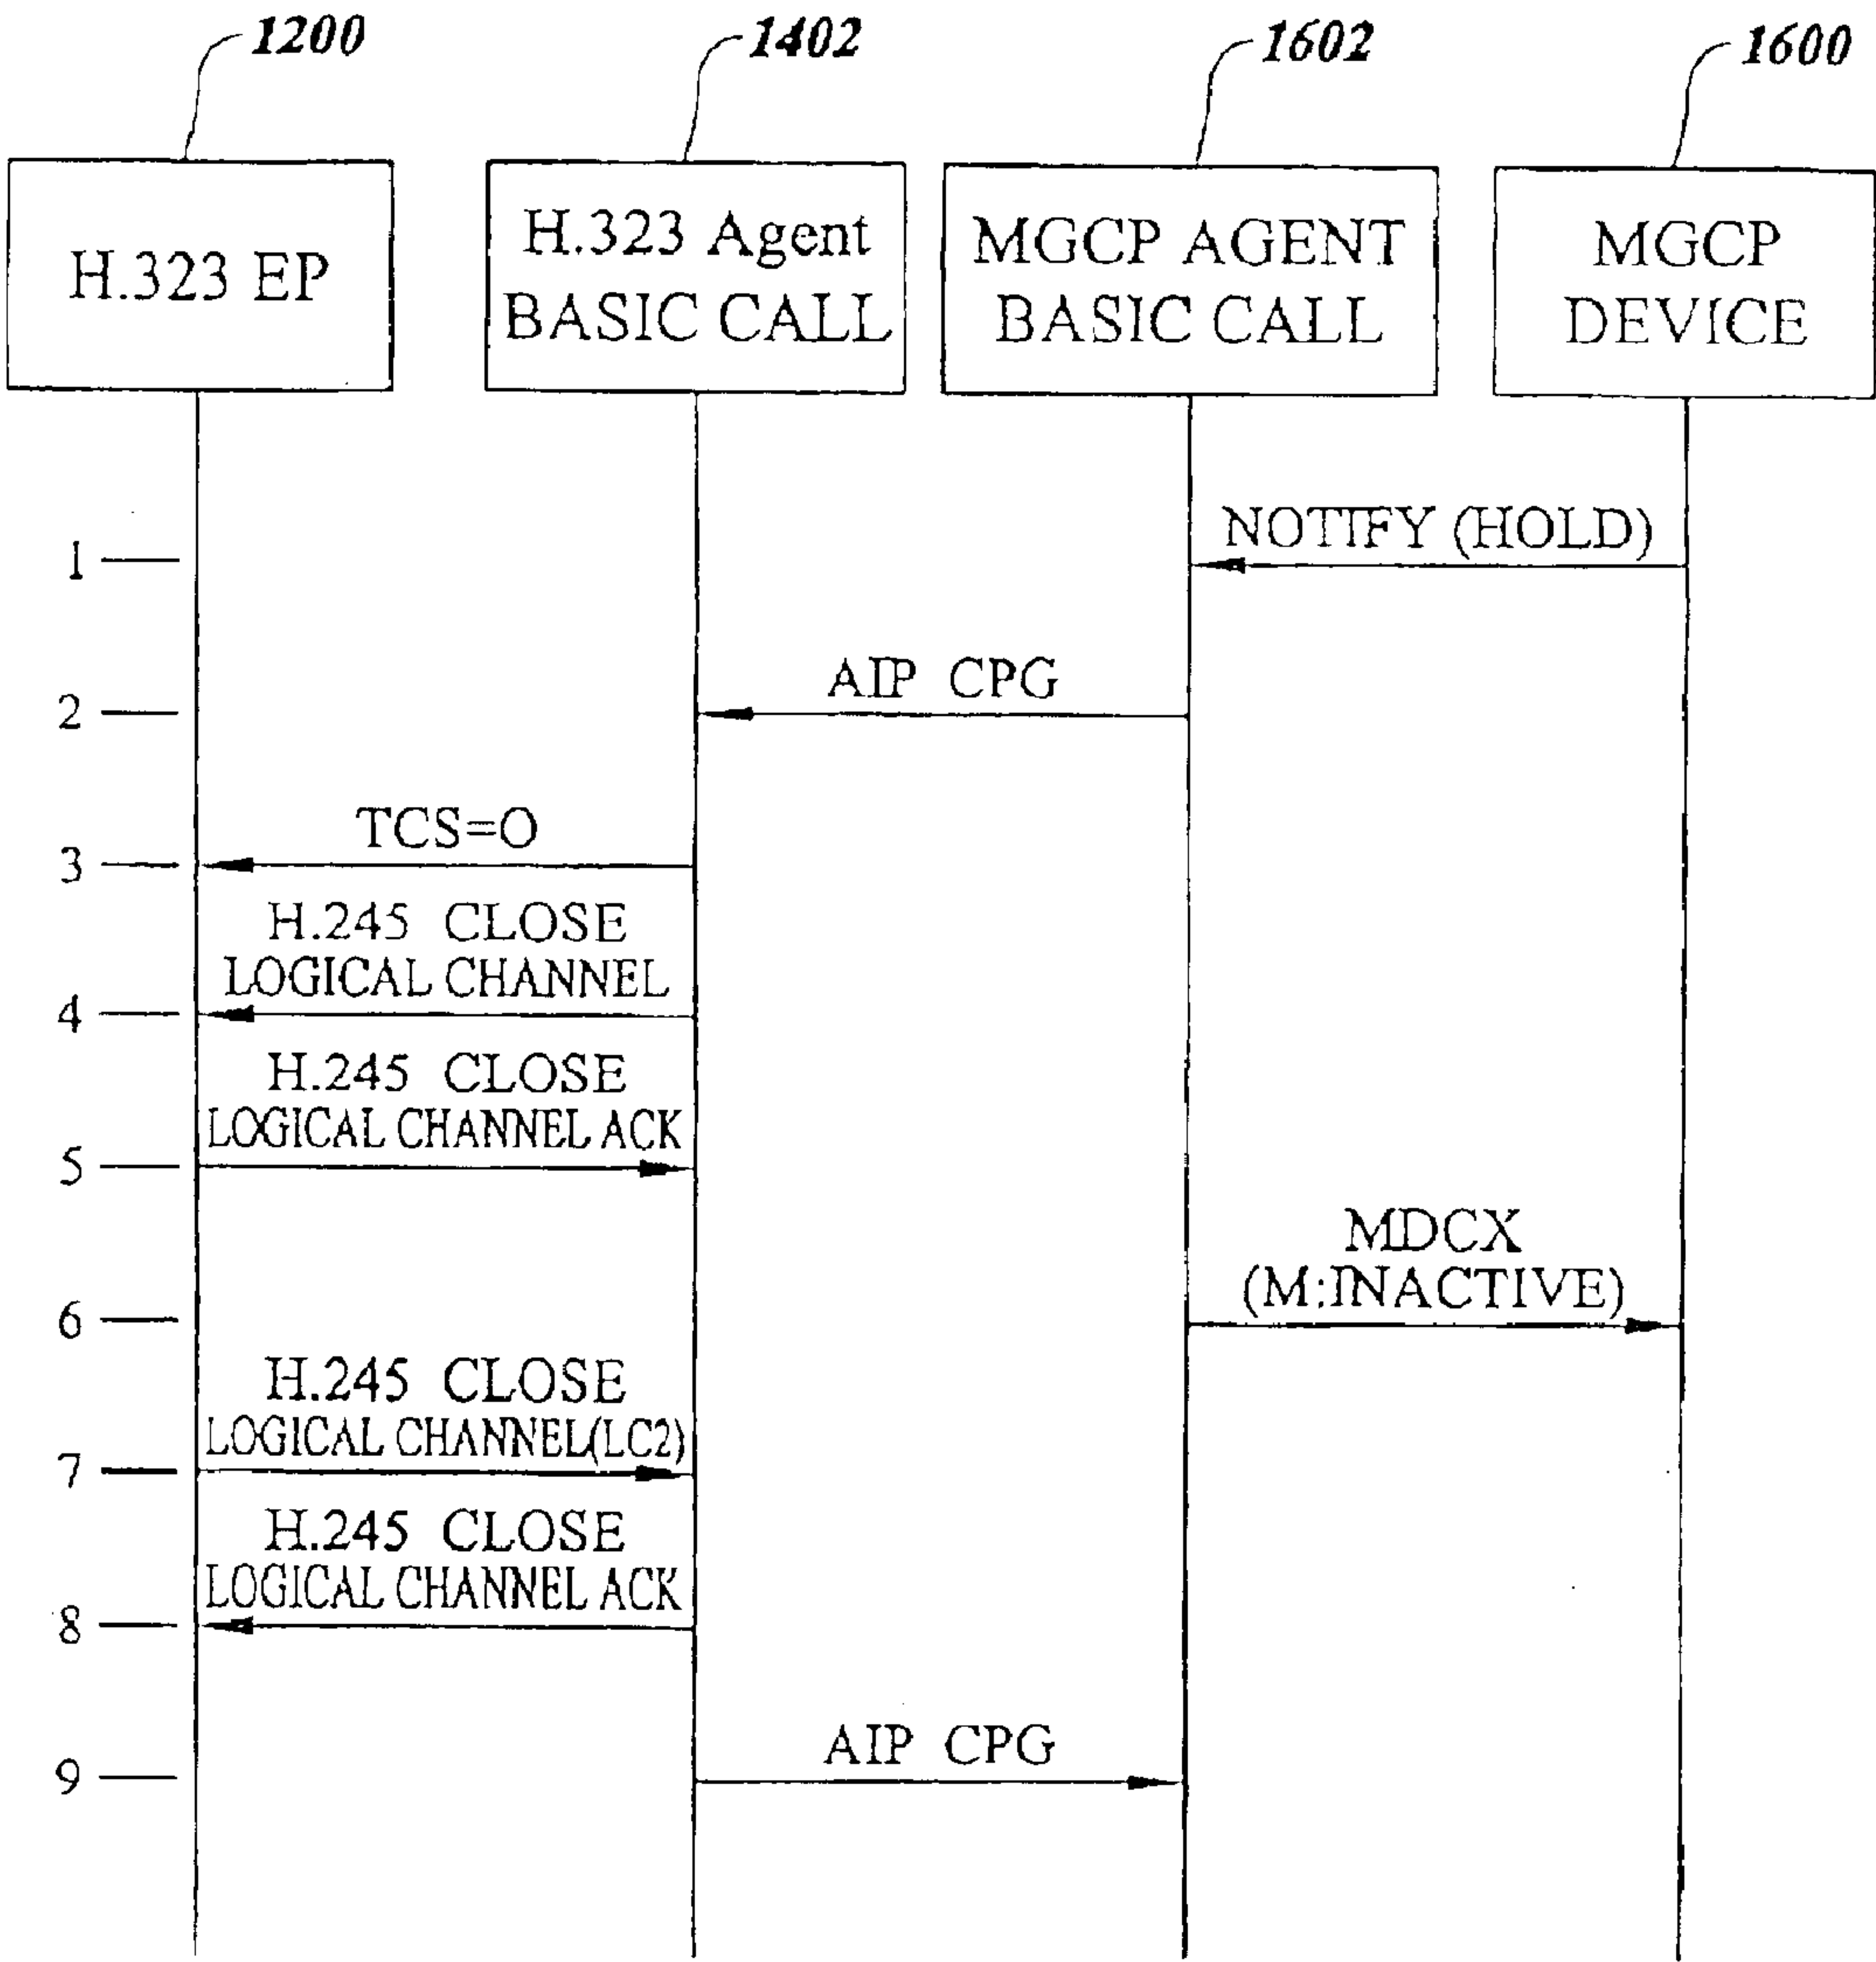 1200
1402
1602
1600
H.323 EP
H.323 Agent
BASIC CALL
MGCP AGENT
BASIC CALL
MGCP
DEVICE
NOTIFY (HOLD)
1
AIP CPG
2
TCS=O
3
H.245 CLOSE
LOGICAL CHANNEL
4
H.245 CLOSE
LOGICAL CHANNEL ACK
5
MDCX
(M:INACTIVE)
6
H.245 CLOSE
LOGICAL CHANNEL(LC2)
7
H.245 CLOSE
LOGICAL CHANNEL ACK
8
AIP CPG
9